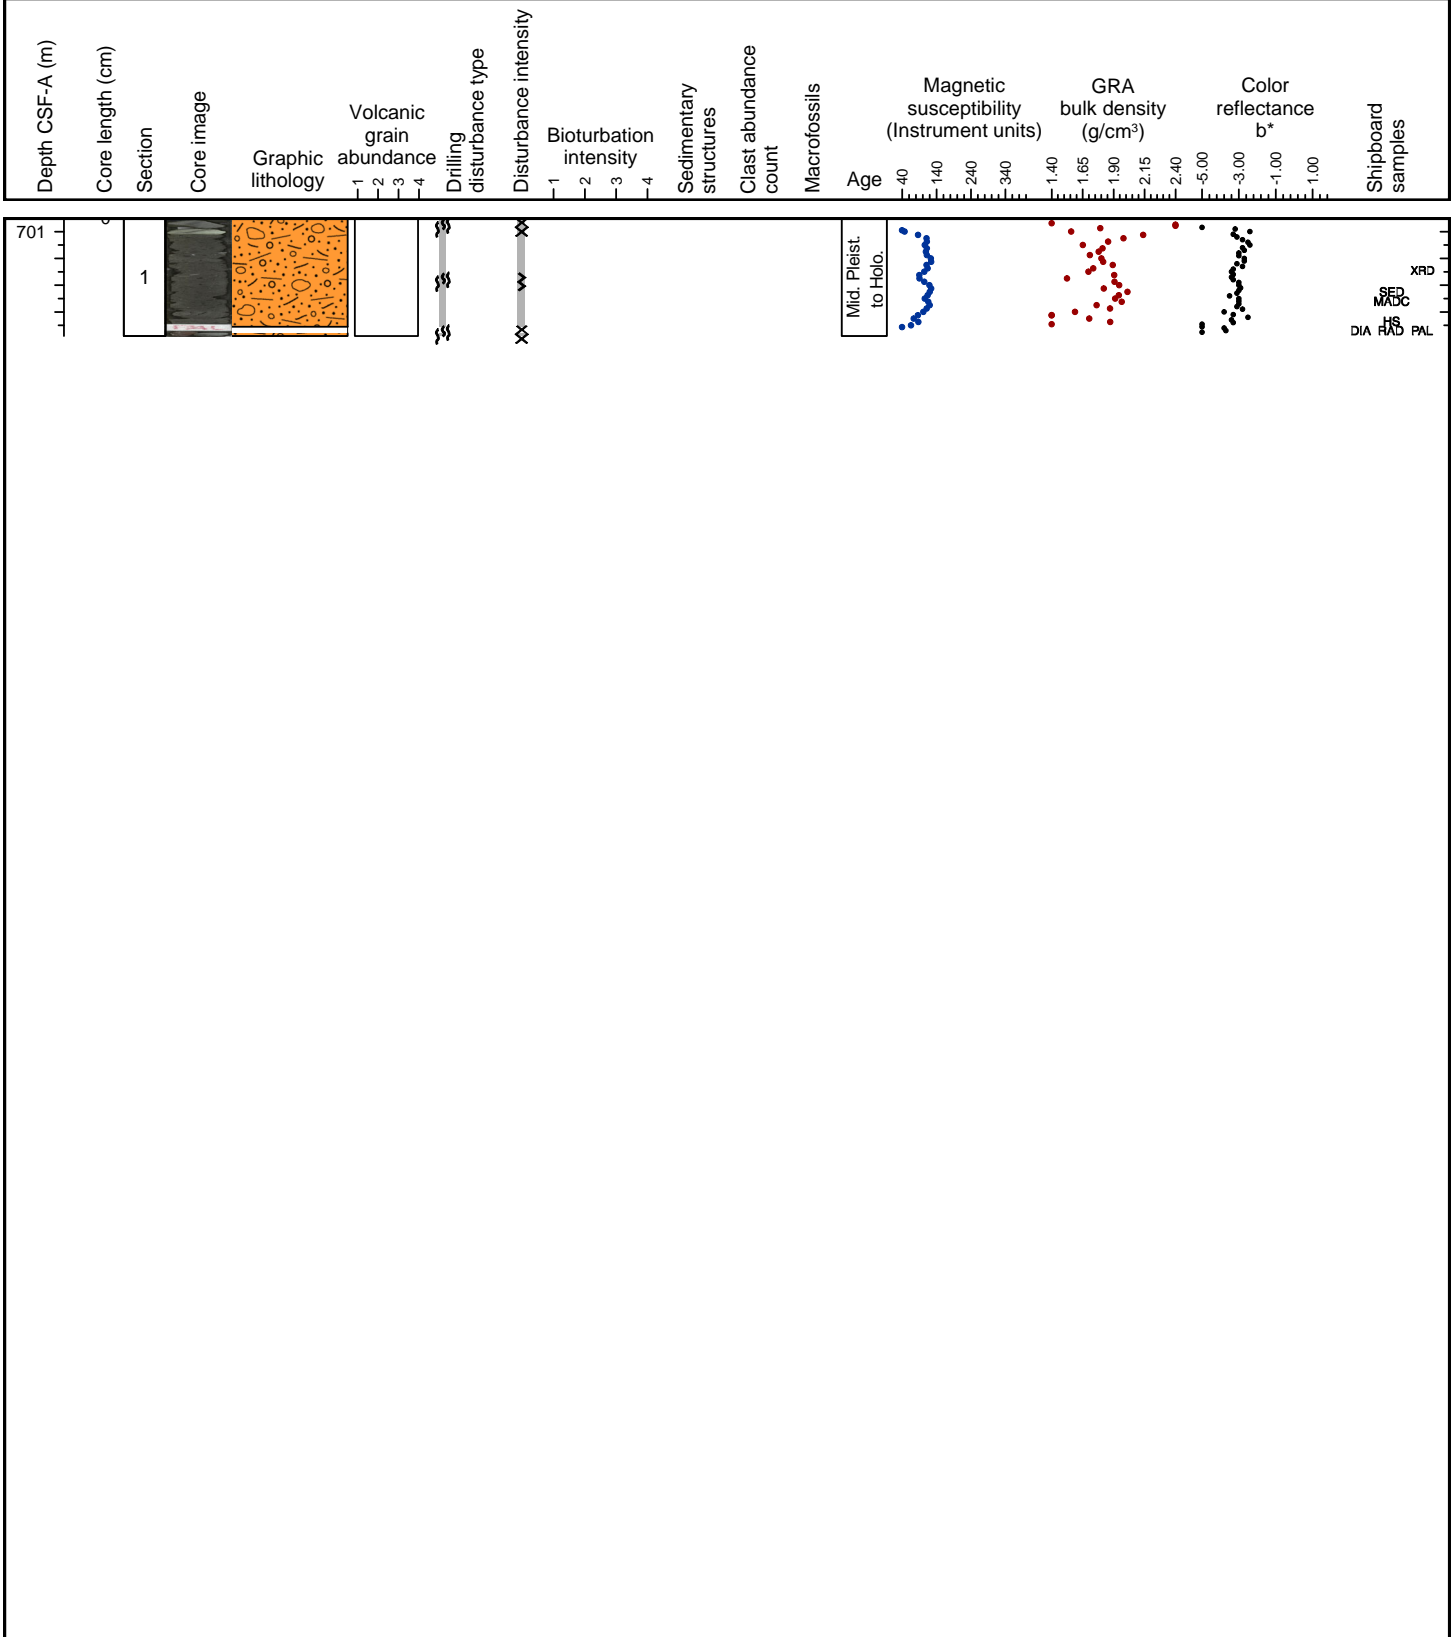 Depth CSF-A (m)
Core length (cm)
Section
Core image
Graphic
lithology
Volcanic
grain
abundance
1
2
3
4
Drilling
disturbance type
Disturbance intensity
Bioturbation
intensity
1
2
3
4
Sedimentary
structures
Clast abundance
count
Macrofossils
Age
Magnetic
susceptibility
(Instrument units)
40
140
240
340
GRA
bulk density
(g/cm³)
1.40
1.65
1.90
2.15
2.40
Color
reflectance
b*
-5.00
-3.00
-1.00
1.00
Shipboard
samples
701
1
Mid. Pleist.
to Holo.
XRD
SED
MADC
HS
DIA RAD PAL